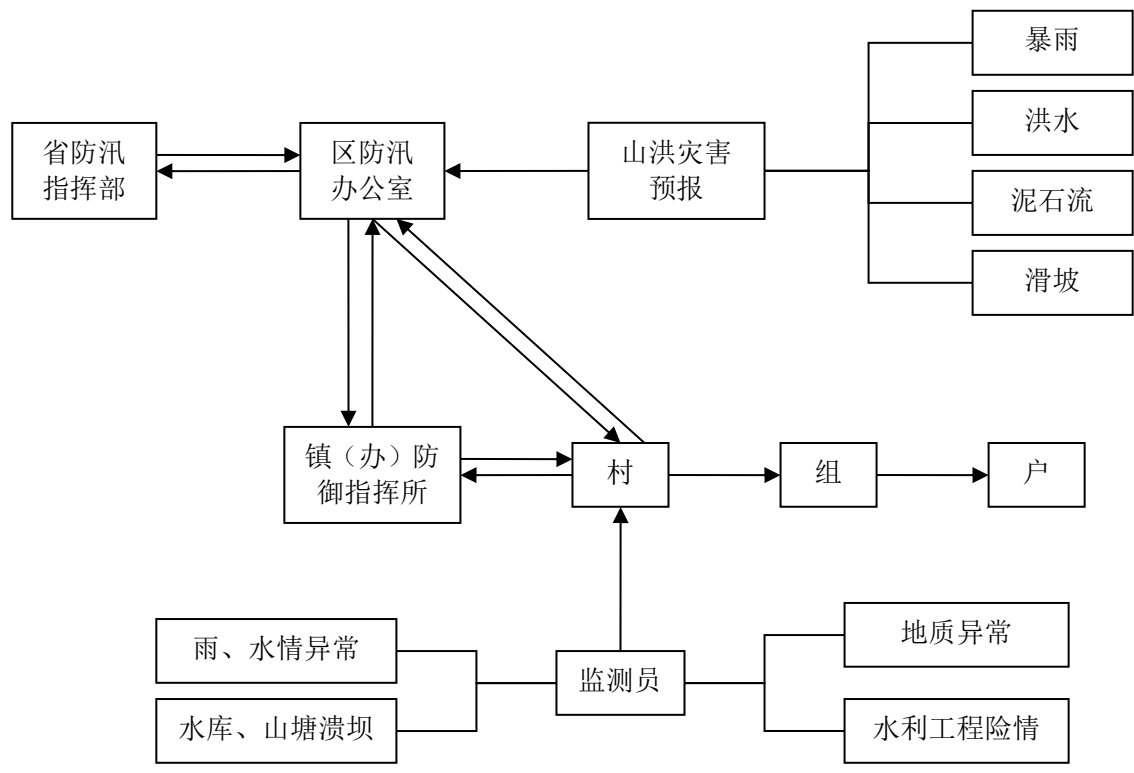 暴雨
洪水
泥石流
滑坡
省防汛
指挥部
区防汛
办公室
山洪灾害
预报
镇（办）防
御指挥所
村
组
户
雨、水情异常
水库、山塘溃坝
监测员
地质异常
水利工程险情